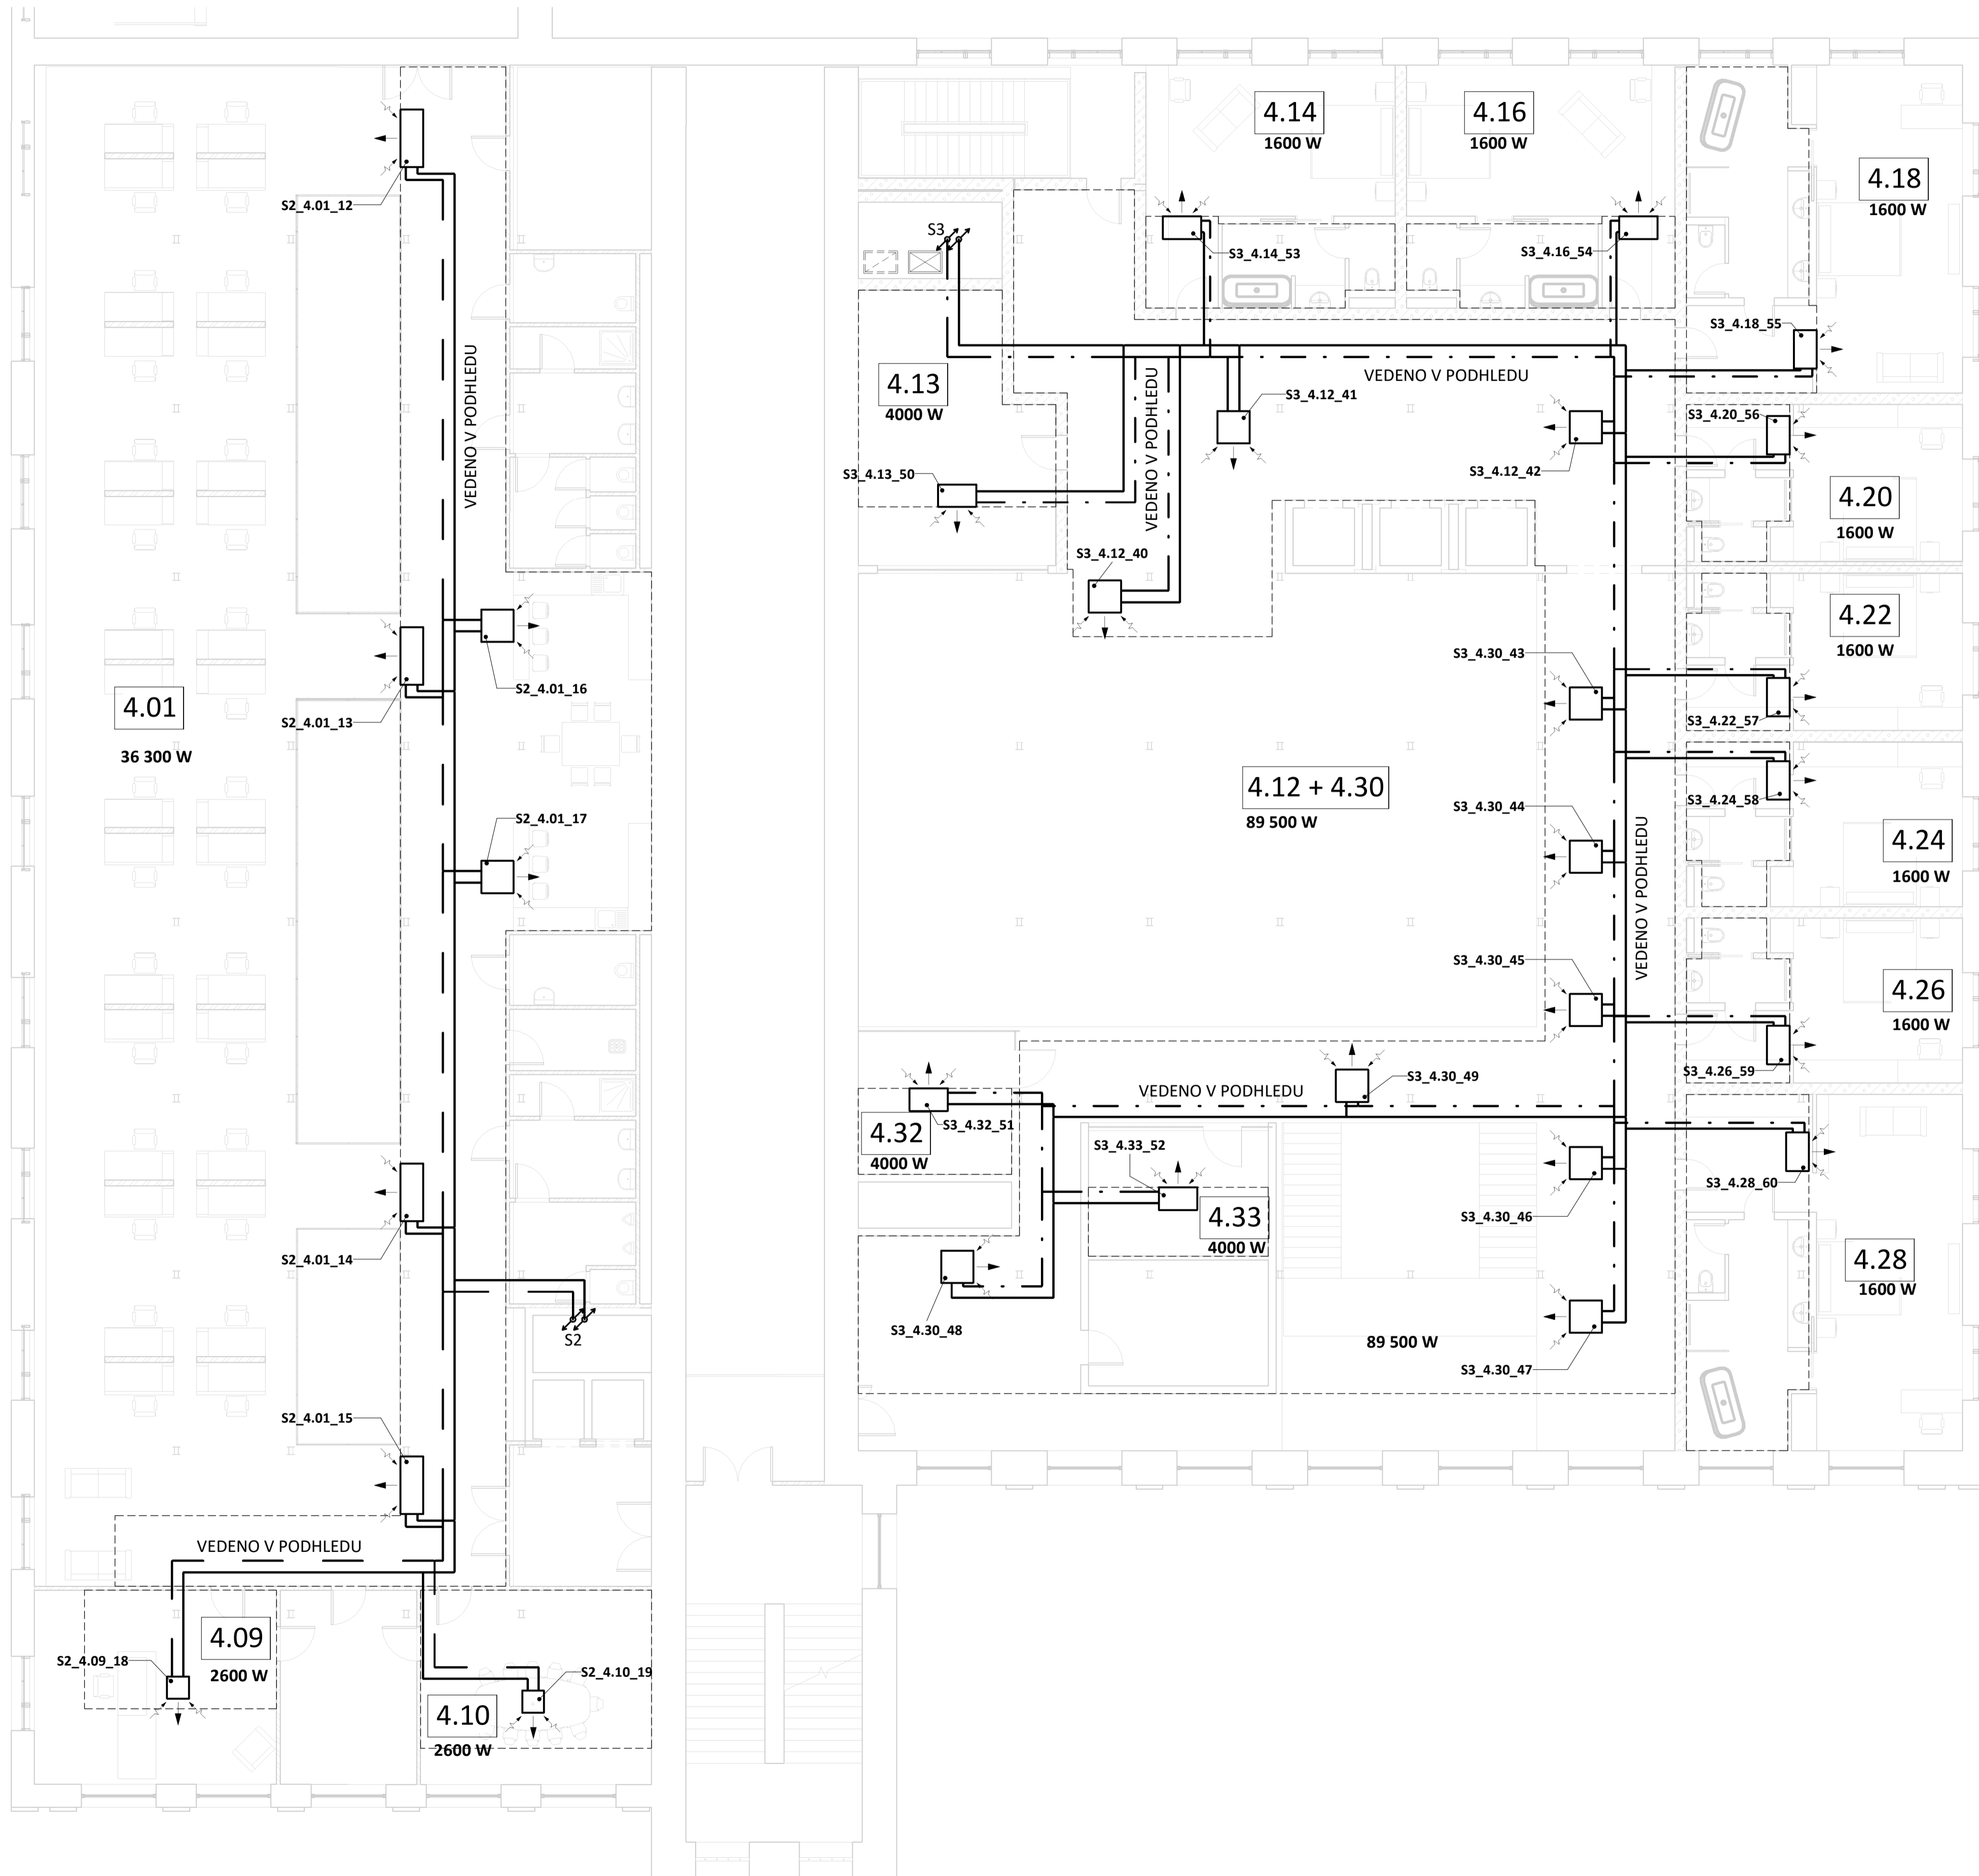 4.14
1600 W
4.16
1600 W
4.18
1600 W
S2_4.01_12
S3
S3_4.14_53
S3_4.16_54
S3_4.18_55
VEDENO V PODHLEDU
4.13
4000 W
VEDENO V PODHLEDU
VEDENO V PODHLEDU
S3_4.12_41
S3_4.20_56
S3_4.13_50
S3_4.12_42
4.20
1600 W
S3_4.12_40
4.22
1600 W
S2_4.01_16
S3_4.30_43
4.01
36 300 W
S2_4.01_13
S3_4.22_57
4.12 + 4.30
89 500 W
S2_4.01_17
S3_4.30_44
S3_4.24_58
4.24
1600 W
VEDENO V PODHLEDU
S3_4.30_45
4.26
1600 W
S3_4.26_59
S3_4.30_49
VEDENO V PODHLEDU
4.32
4000 W
S3_4.32_51
S3_4.33_52
S3_4.28_60
4.33
4000 W
S3_4.30_46
S2_4.01_14
4.28
1600 W
S2
S3_4.30_48
89 500 W
S3_4.30_47
S2_4.01_15
VEDENO V PODHLEDU
4.09
2600 W
S2_4.09_18
S2_4.10_19
4.10
2600 W